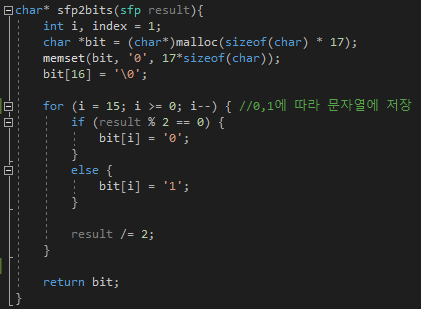 char* sfp2bits(sfp result){
    int i, index = 1;
    char *bit = (char*)malloc(sizeof(char) * 17);
    memset(bit, '0', 17*sizeof(char));
    bit[16] = '\0';

    for (i = 15; i >= 0; i--) { //0,1에 따라 문자열에 저장
        if (result % 2 == 0) {
            bit[i] = '0';
        }
        else {
            bit[i] = '1';
        }

        result /= 2;
    }

    return bit;
}